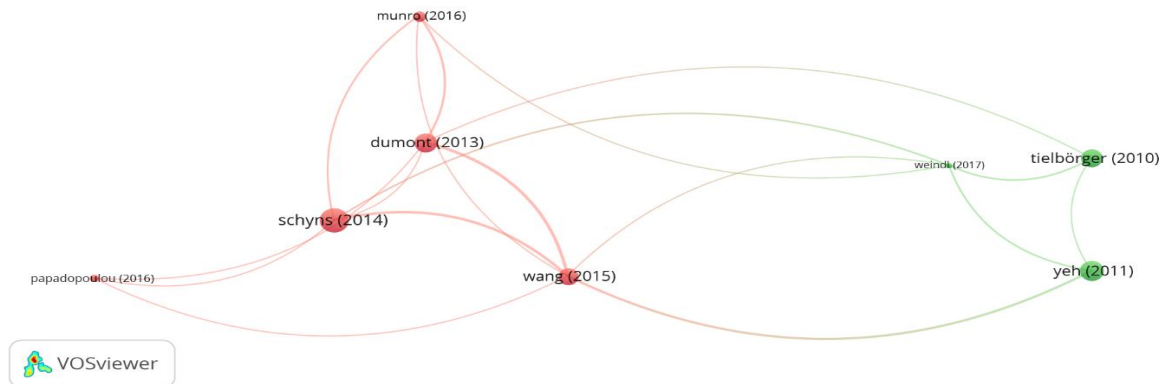 munro (2016)
dumont (2013)
tielbörger (2010)
weindl (2017)
schyns (2014)
yeh (2011)
wang (2015)
papadopoulou (2016)
VOSviewer